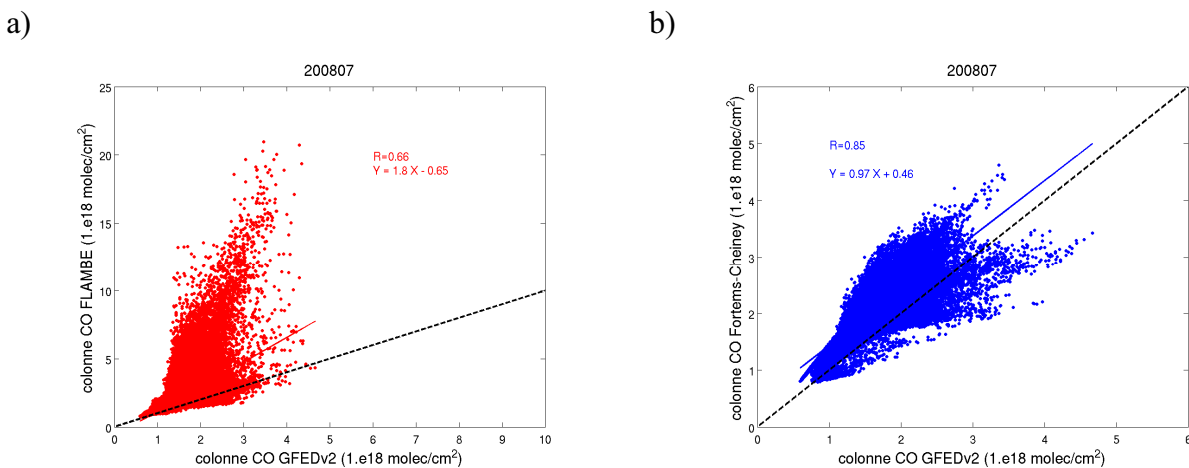 a)
200807
25
20
15
10
5
0
colonne CO FLAMBE (1.e18 molec/cm²)
R=0.66
Y = 1.8 X - 0.65
0 1 2 3 4 5 6 7 8 9 10
colonne CO GFEDv2 (1.e18 molec/cm²)
b)
200807
6
5
4
3
2
1
0
colonne CO Fortems-Cheiney (1.e18 molec/cm²)
R=0.85
Y = 0.97 X + 0.46
0 1 2 3 4 5 6
colonne CO GFEDv2 (1.e18 molec/cm²)